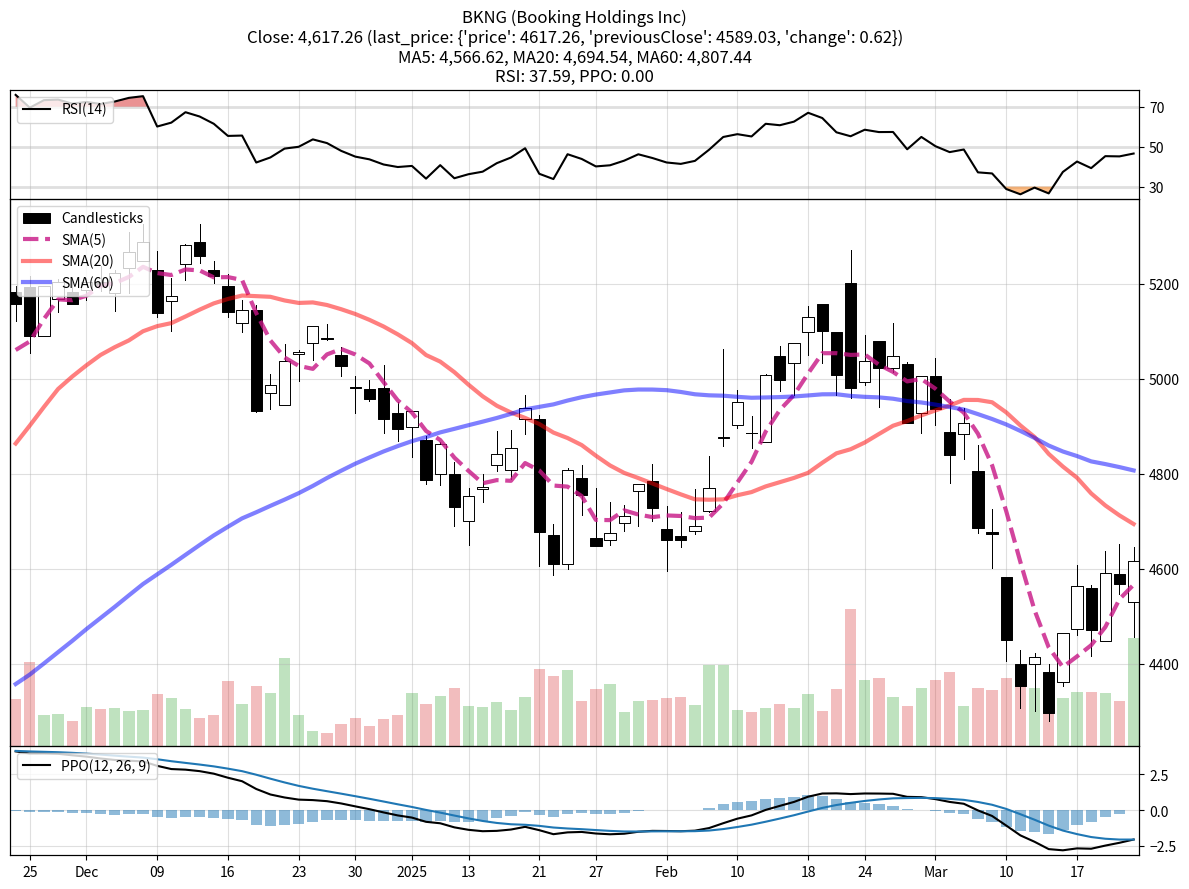 BKNG (Booking Holdings Inc)
Close: 4,617.26 (last_price: {'price': 4617.26, 'previousClose': 4589.03, 'change': 0.62})
MA5: 4,566.62, MA20: 4,694.54, MA60: 4,807.44
RSI: 37.59, PPO: 0.00
RSI(14)
70
50
30
Candlesticks
SMA(5)
SMA(20)
SMA(60)
5200
5000
4800
4600
4400
PPO(12, 26, 9)
2.5
0.0
−2.5
25 Dec 09 16 23 30 2025 13 21 27 Feb 10 18 24 Mar 10 17